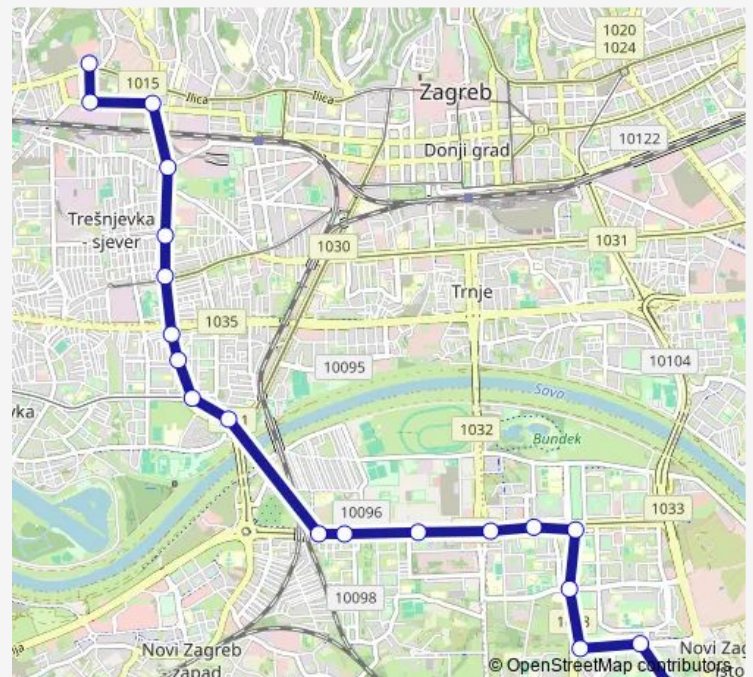 1020
1024
1015
Ilica
Ilica
Zagreb
10122
Donji grad
Trešnjevka
- sjever
1030
1031
Trnje
1035
10095
10104
vka
Sava
1
1032
Bundek
10096
1033
10098
Novi Zagreb
- zapad
Novi Zag
© OpenStreetMap contributors